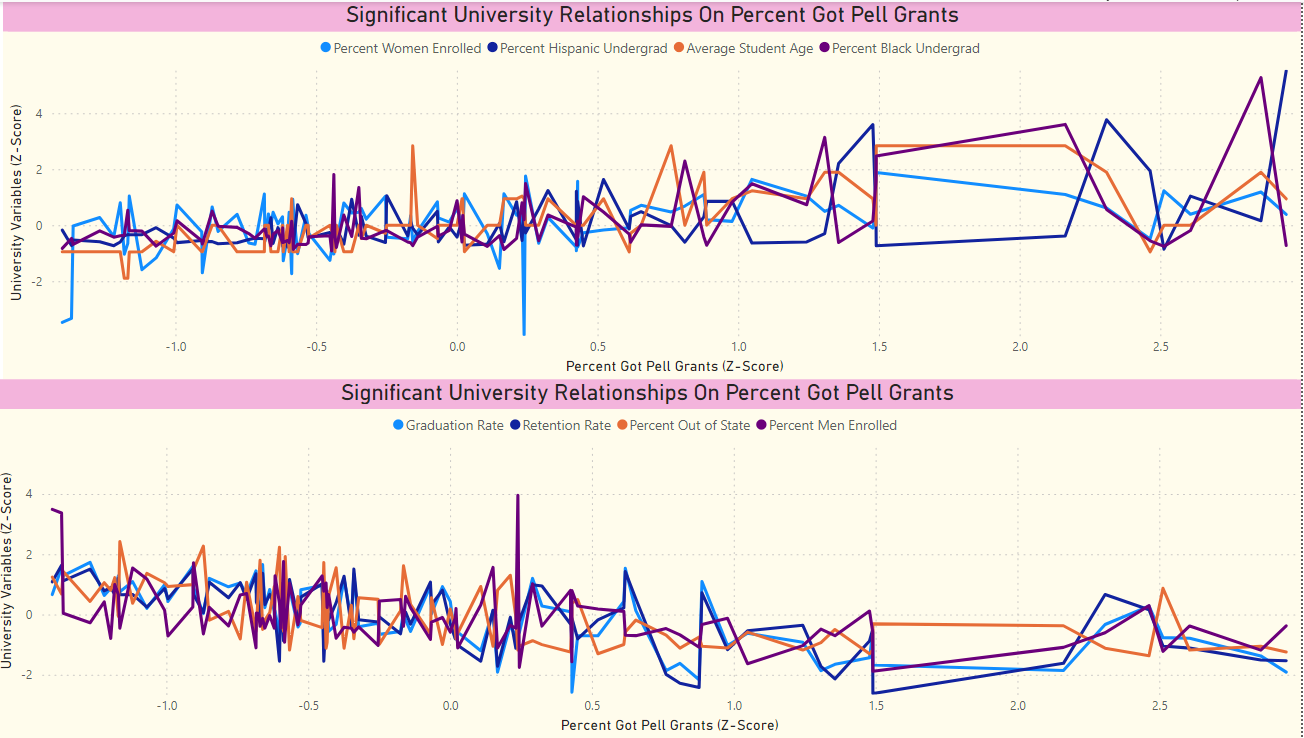 Significant University Relationships On Percent Got Pell Grants
Percent Women Enrolled Percent Hispanic Undergrad Average Student Age Percent Black Undergrad
University Variables (Z-Score)
4
2
0
-2
-1.0 -0.5 0.0 0.5 1.0 1.5 2.0 2.5
Percent Got Pell Grants (Z-Score)
Significant University Relationships On Percent Got Pell Grants
Graduation Rate Retention Rate Percent Out of State Percent Men Enrolled
University Variables (Z-Score)
4
2
0
-2
-1.0 -0.5 0.0 0.5 1.0 1.5 2.0 2.5
Percent Got Pell Grants (Z-Score)